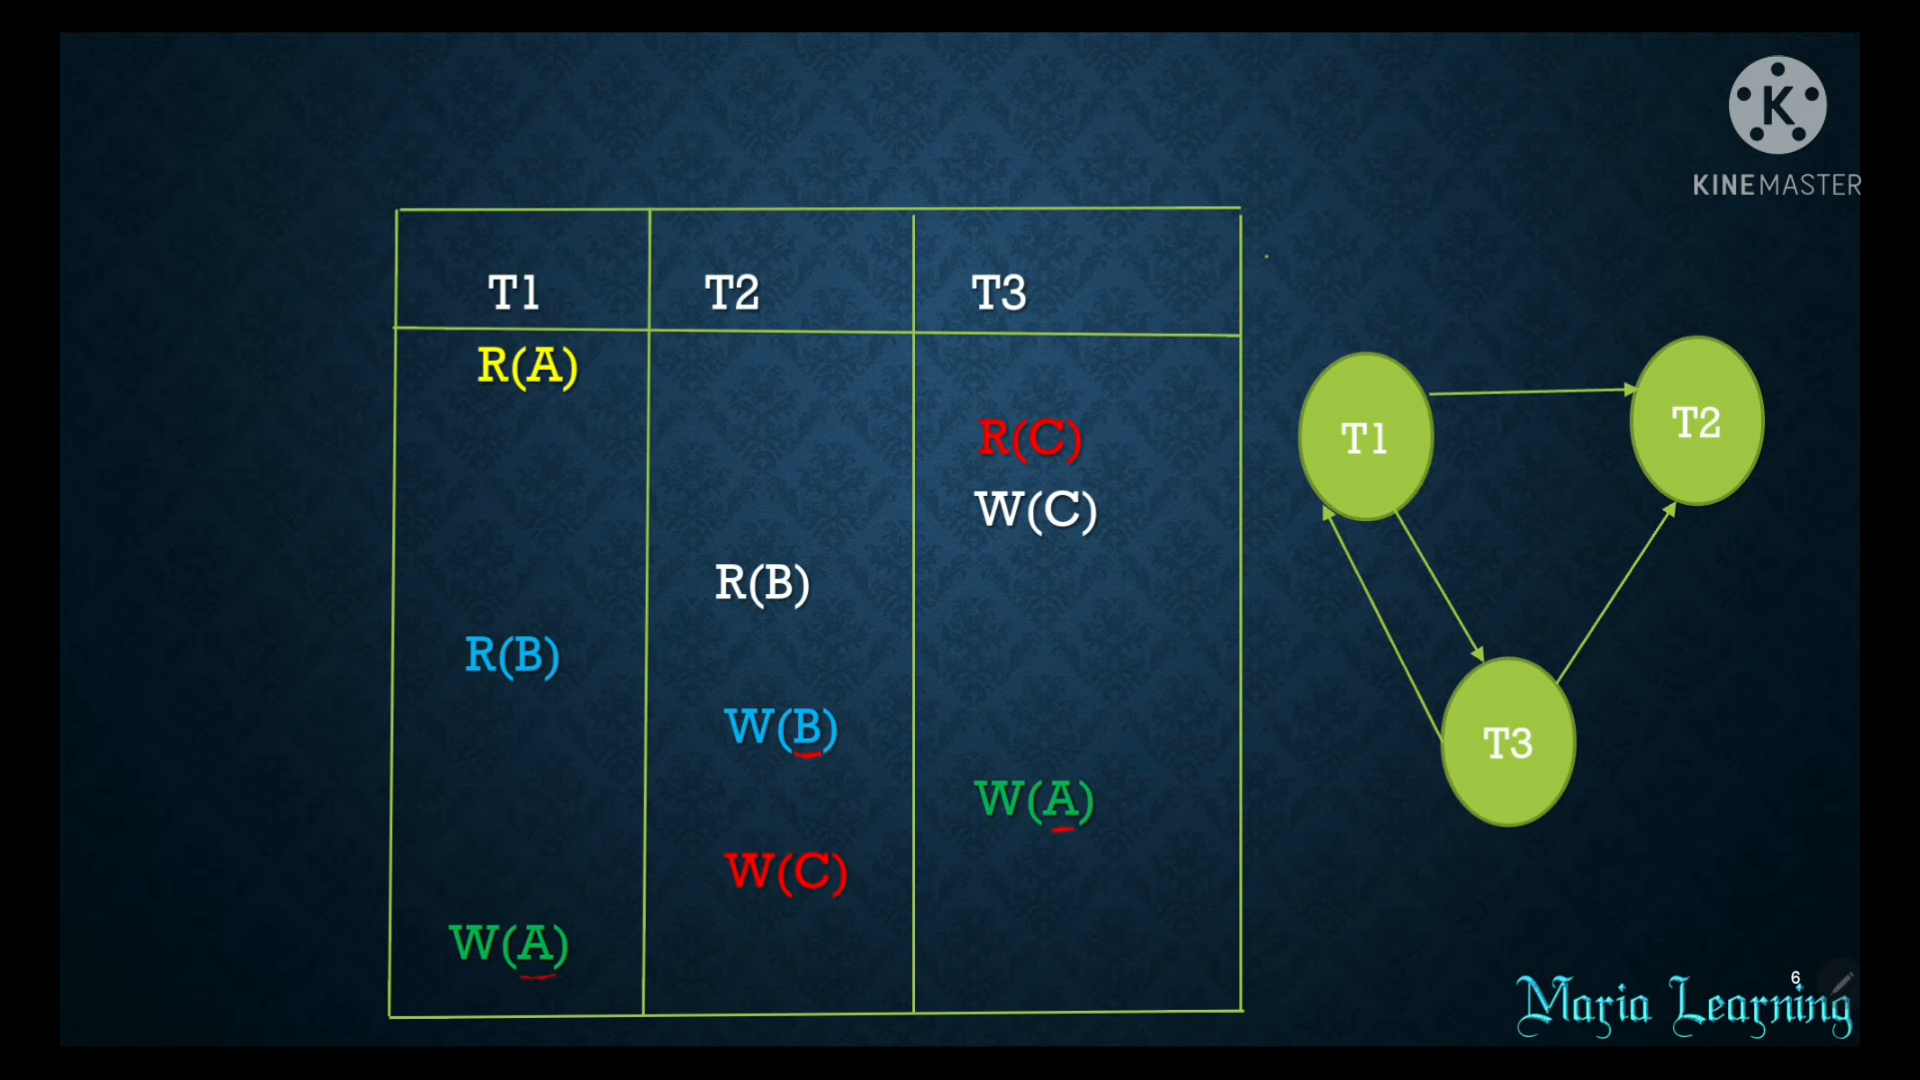 KINEMASTER
T1 T2 T3
R(A)
R(C)
W(C)
R(B)
R(B)
W(B)
W(A)
W(C)
W(A)
T1
T2
T3
6
Maria Learning